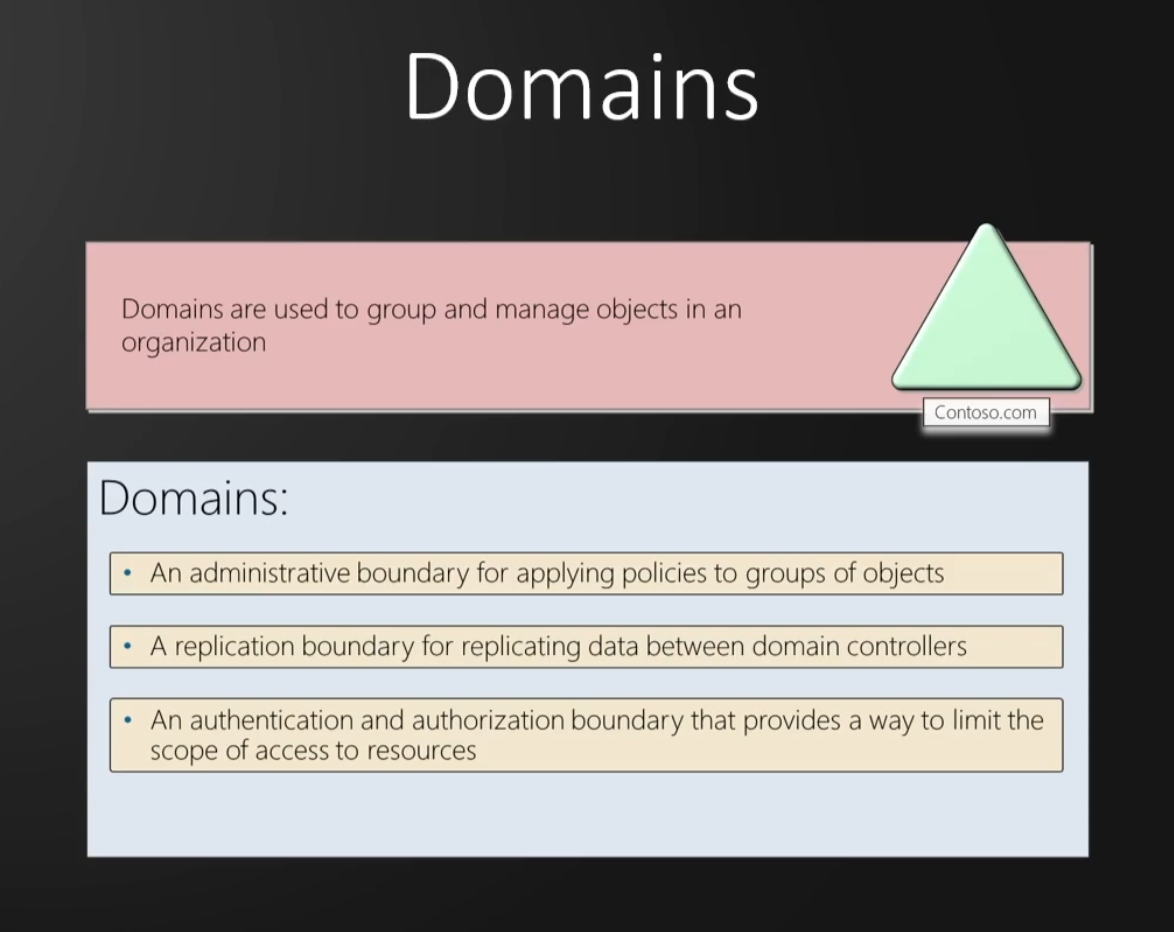 Domains
Domains are used to group and manage objects in an
organization
Contoso.com
Domains:
• An administrative boundary for applying policies to groups of objects
• A replication boundary for replicating data between domain controllers
• An authentication and authorization boundary that provides a way to limit the
scope of access to resources